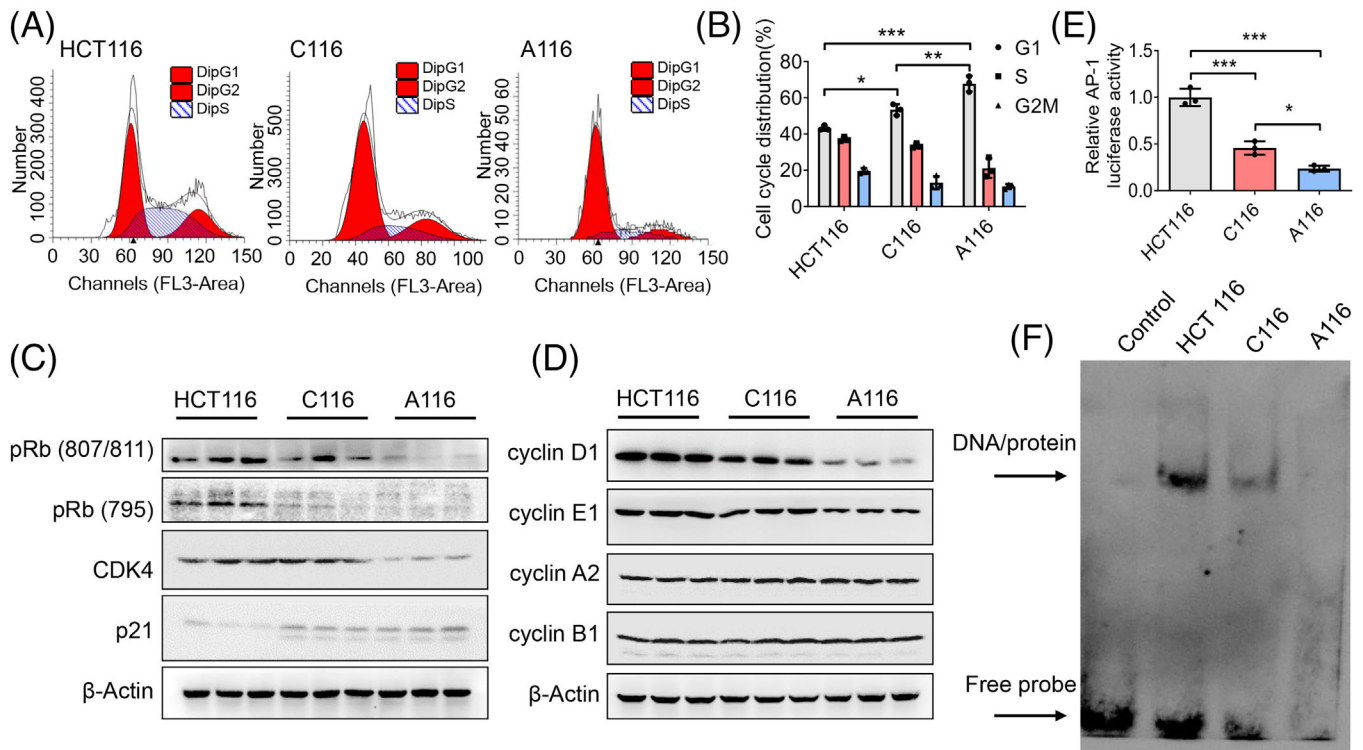 (A)
HCT116
DipG1
DipG2
DipS
Number
0 100 200 300 400
0 30 60 90 120 150
Channels (FL3-Area)
C116
DipG1
DipG2
DipS
Number
0 100 300 500
0 20 40 60 80 100
Channels (FL3-Area)
A116
DipG1
DipG2
DipS
Number
0 10 20 30 40 50 60
0 30 60 90 120 150
Channels (FL3-Area)
(B)
Cell cycle distribution(%)
80
60
40
20
0
***
**
*
G1
S
G2M
HCT116 C116 A116
(E)
Relative AP-1
luciferase activity
1.5
1.0
0.5
0.0
***
***
*
HCT116 C116 A116
(C)
HCT116 C116 A116
pRb (807/811)
pRb (795)
CDK4
p21
β-Actin
(D)
HCT116 C116 A116
cyclin D1
cyclin E1
cyclin A2
cyclin B1
β-Actin
(F)
Control HCT 116 C116 A116
DNA/protein
Free probe